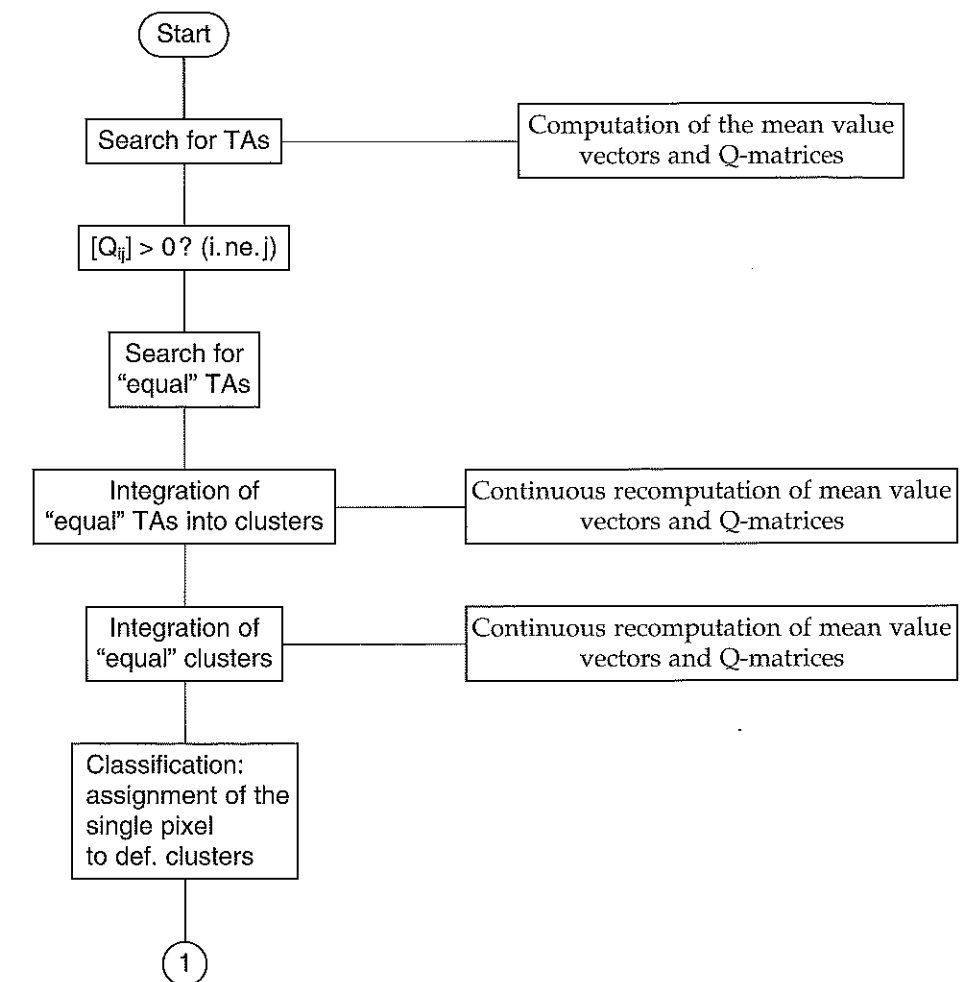 Start
Search for TAs
Computation of the mean value
vectors and Q-matrices
[Qij] > 0? (i.ne.j)
Search for
“equal” TAs
Integration of
“equal” TAs into clusters
Continuous recomputation of mean value
vectors and Q-matrices
Integration of
“equal” clusters
Continuous recomputation of mean value
vectors and Q-matrices
Classification:
assignment of the
single pixel
to def. clusters
1